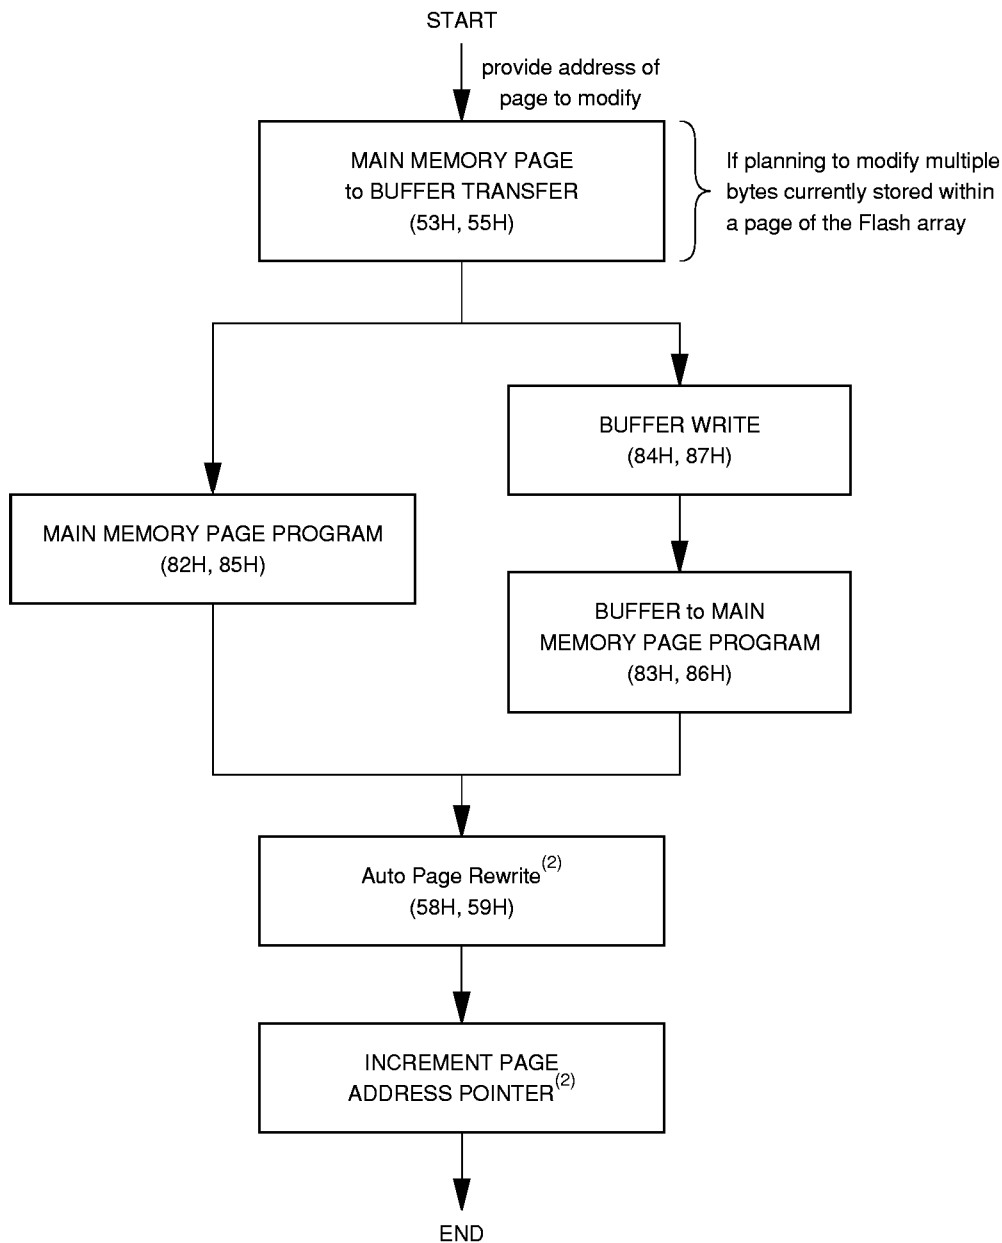 START
provide address of
page to modify
MAIN MEMORY PAGE
to BUFFER TRANSFER
(53H, 55H)
If planning to modify multiple
bytes currently stored within
a page of the Flash array
BUFFER WRITE
(84H, 87H)
MAIN MEMORY PAGE PROGRAM
(82H, 85H)
BUFFER to MAIN
MEMORY PAGE PROGRAM
(83H, 86H)
Auto Page Rewrite(2)
(58H, 59H)
INCREMENT PAGE
ADDRESS POINTER(2)
END